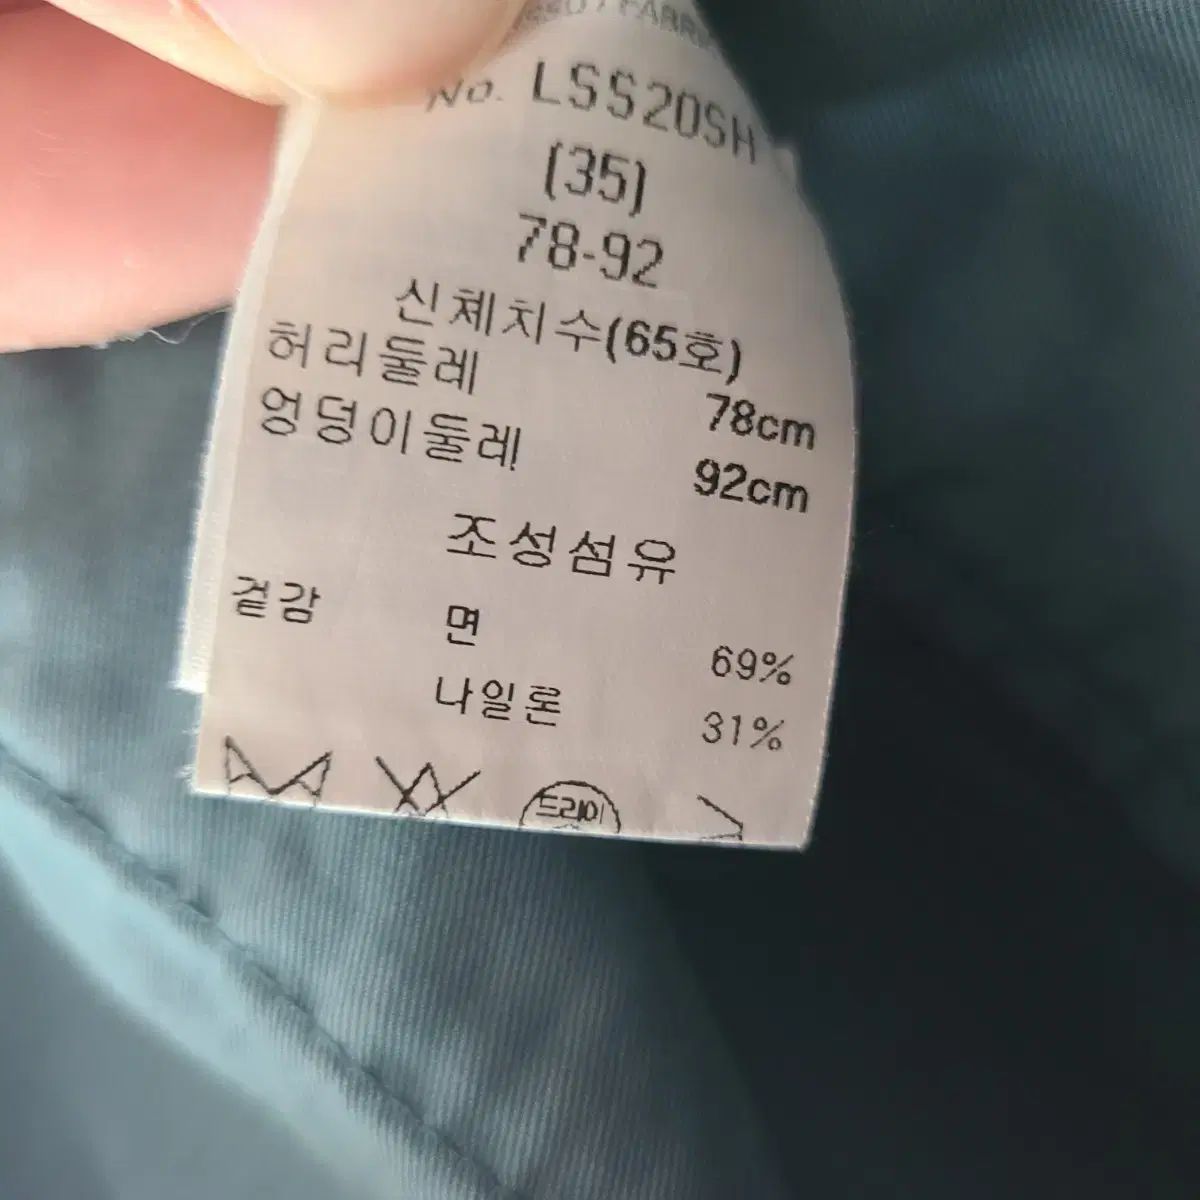 No. LSS20SH
(35)
78-92
신체치수(65호)
허리둘레 78cm
엉덩이둘레 92cm
조성섬유
겉감 면 69%
나일론 31%
드라이